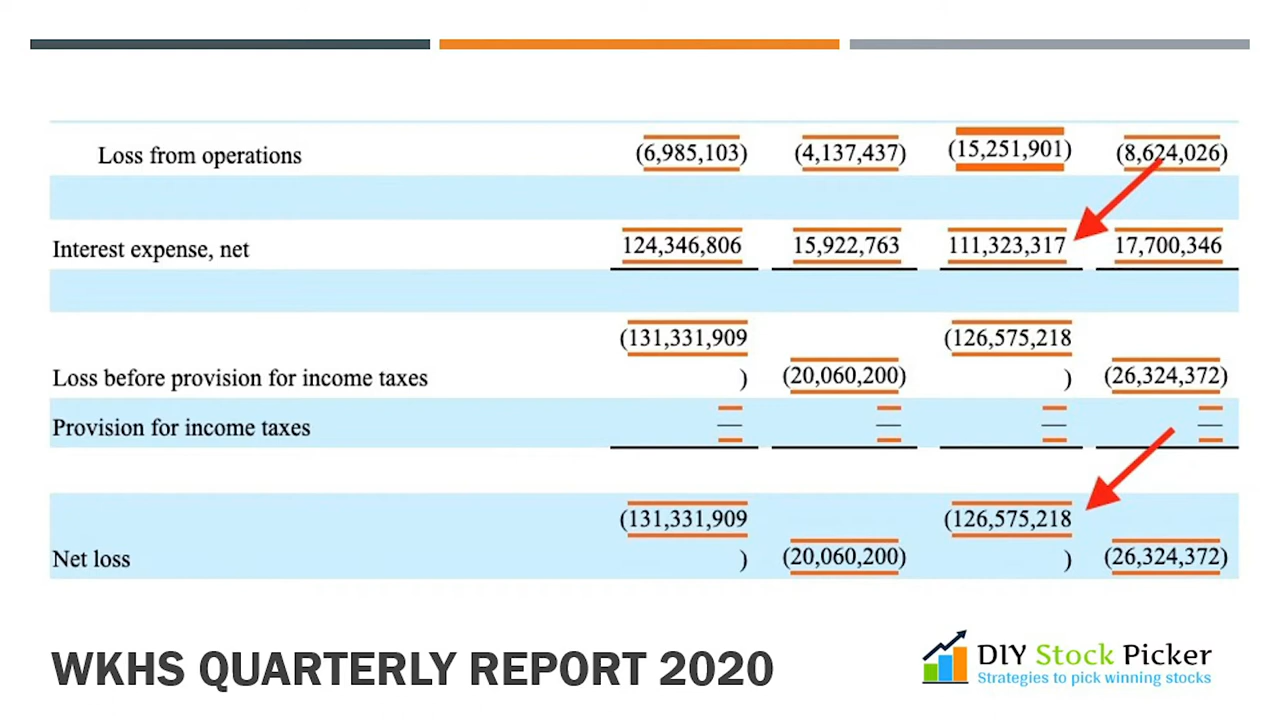 Loss from operations (6,985,103) (4,137,437) (15,251,901) (8,624,026)
Interest expense, net 124,346,806 15,922,763 111,323,317 17,700,346
(131,331,909 (126,575,218
Loss before provision for income taxes ) (20,060,200) ) (26,324,372)
Provision for income taxes — — — —
(131,331,909 (126,575,218
Net loss ) (20,060,200) ) (26,324,372)
WKHS QUARTERLY REPORT 2020
DIY Stock Picker
Strategies to pick winning stocks